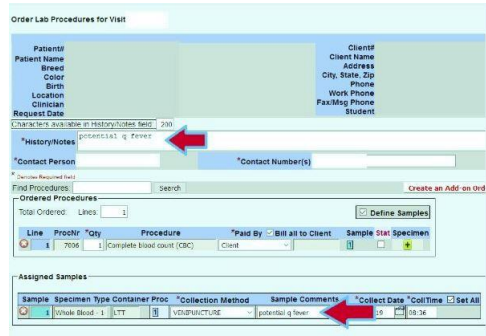 Order Lab Procedures for Visit
Patient# Client#
Patient Name Client Name
Breed Address
Color City, State, Zip
Birth Phone
Location Work Phone
Clinician Fax/Msg Phone
Request Date Student
Characters available in History/Notes field: 200
*History/Notes potential q fever
*Contact Person *Contact Number(s)
* Denotes Required field
Find Procedures: Search Create an Add-on Ord
Ordered Procedures
Total Ordered: Lines: 1 Define Samples
Line ProcNr *Qty Procedure *Paid By Bill all to Client Sample Stat Specimen
1 7006 1 Complete blood count (CBC) Client 1 +
Assigned Samples
Sample Specimen Type Container Proc *Collection Method Sample Comments *Collect Date *CollTime Set All
1 Whole Blood - 1 LTT 1 VENIPUNCTURE potential q fever 19 08:36